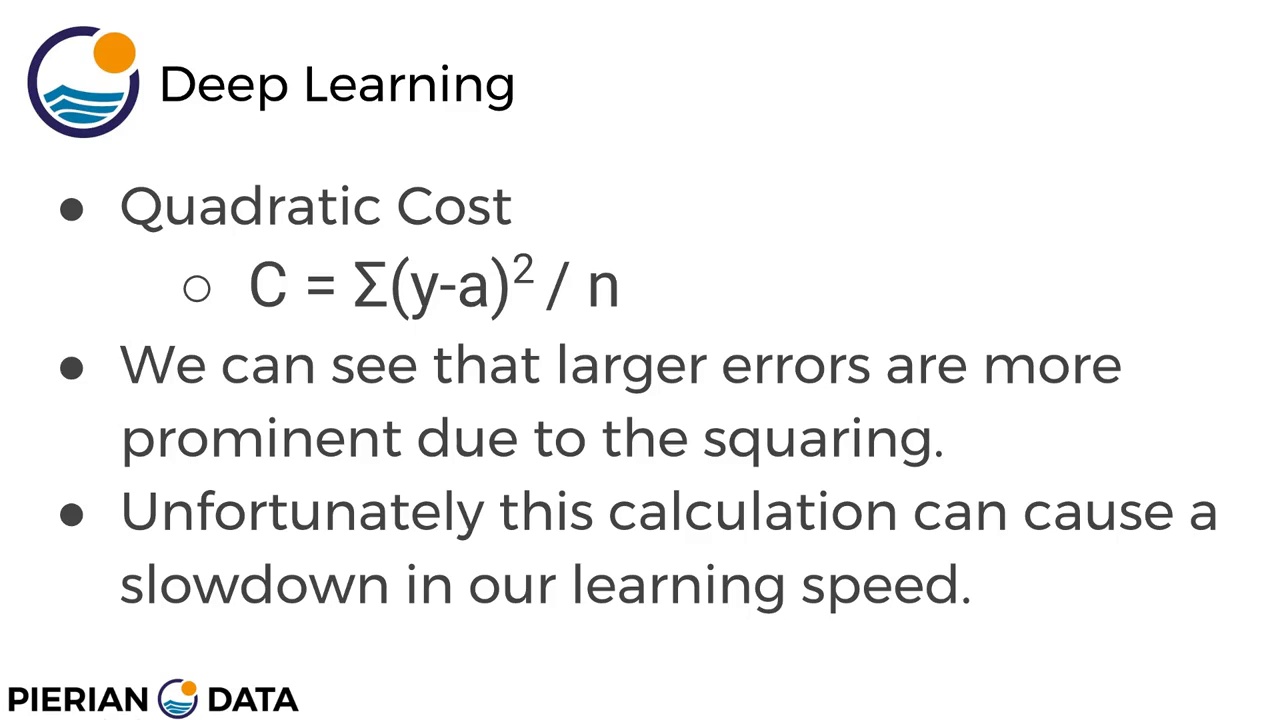 Deep Learning
● Quadratic Cost
○ C = Σ(y-a)² / n
● We can see that larger errors are more
prominent due to the squaring.
● Unfortunately this calculation can cause a
slowdown in our learning speed.
PIERIAN DATA